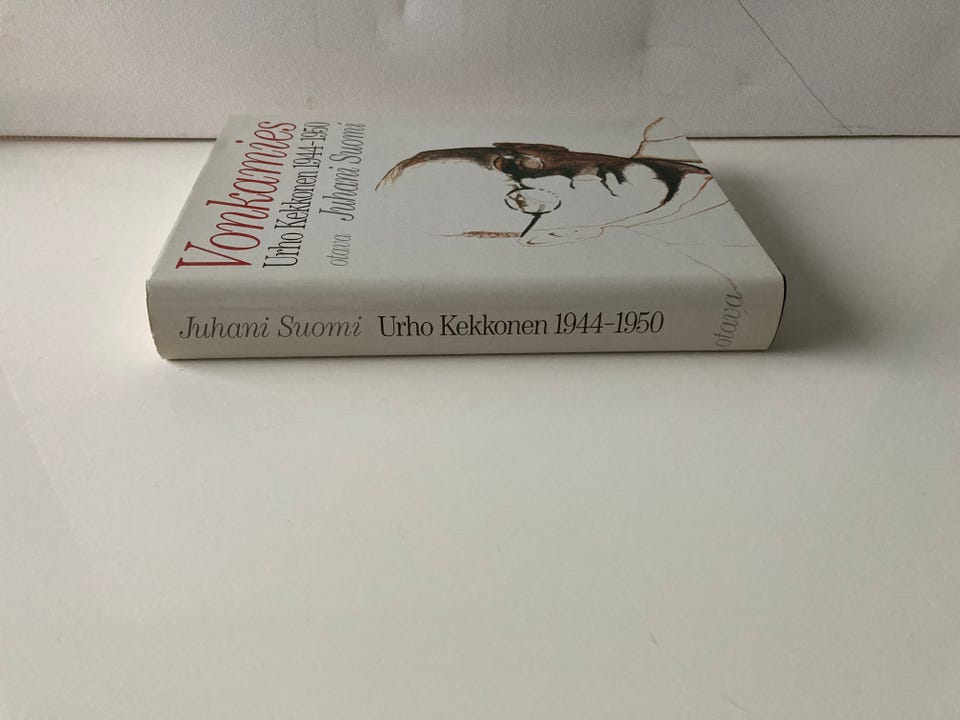 Vonkamies
Urho Kekkonen 1944–1950
otava Juhani Suomi
Juhani Suomi Urho Kekkonen 1944–1950
otava